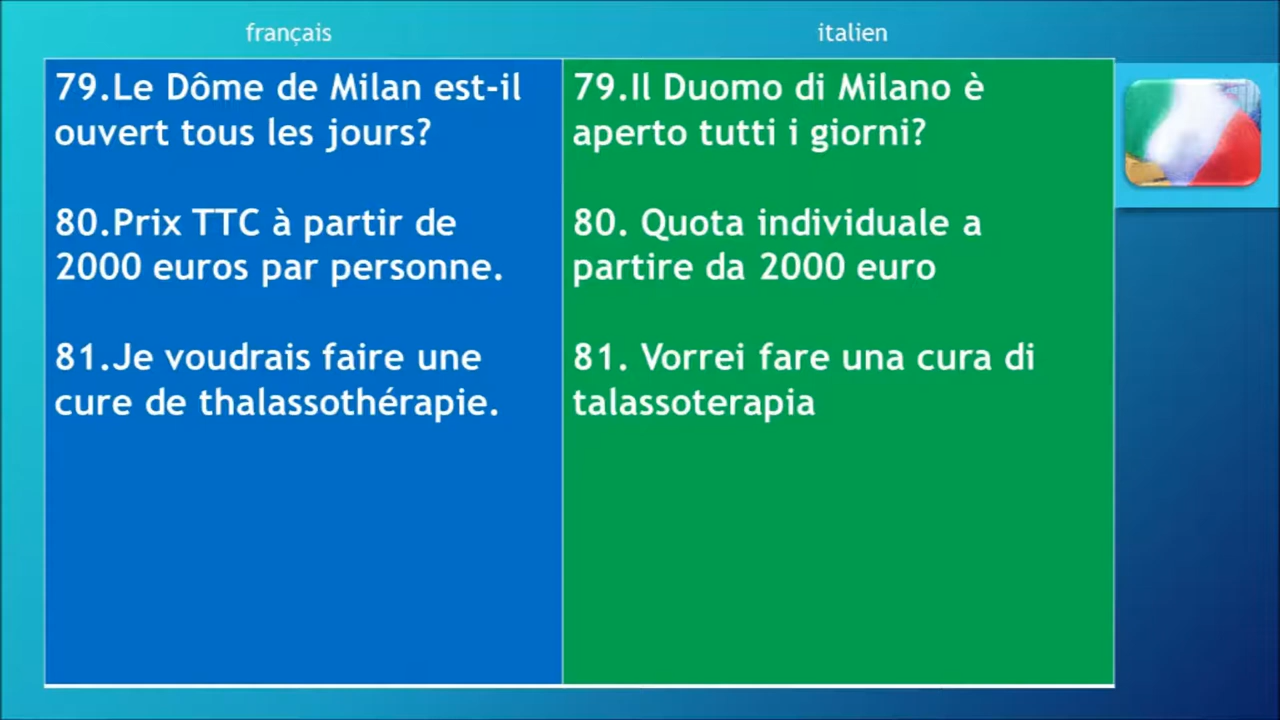 français
italien
79.Le Dôme de Milan est-il
ouvert tous les jours?
80.Prix TTC à partir de
2000 euros par personne.
81.Je voudrais faire une
cure de thalassothérapie.
79.Il Duomo di Milano è
aperto tutti i giorni?
80. Quota individuale a
partire da 2000 euro
81. Vorrei fare una cura di
talassoterapia